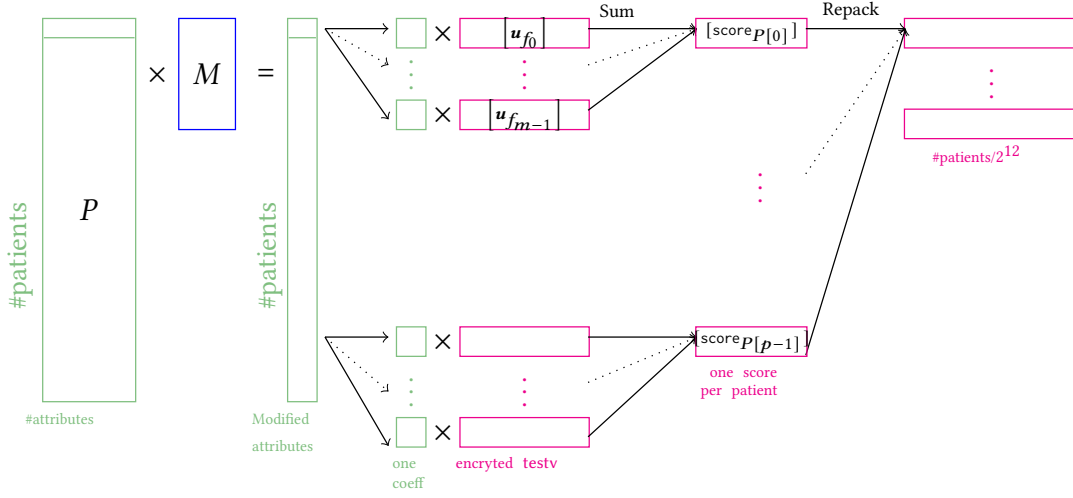 Sum
Repack
× M =
× [u_{f_0}]
[score_{P[0]}]
× [u_{f_{m−1}}]
#patients/2^{12}
P
#patients
#patients
×
[score_{P[p−1]}]
one score
per patient
#attributes
Modified
attributes
×
one
coeff
encryted testv